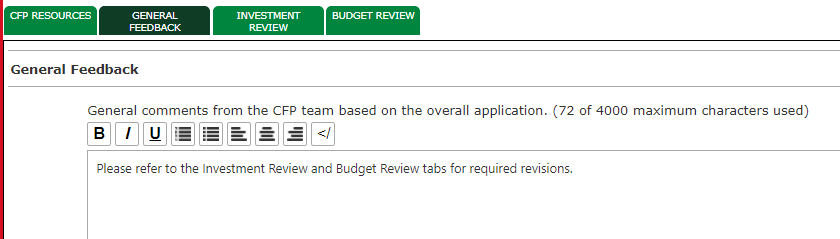 CFP RESOURCES
GENERAL
FEEDBACK
INVESTMENT
REVIEW
BUDGET REVIEW
General Feedback
General comments from the CFP team based on the overall application. (72 of 4000 maximum characters used)
B I U </
Please refer to the Investment Review and Budget Review tabs for required revisions.